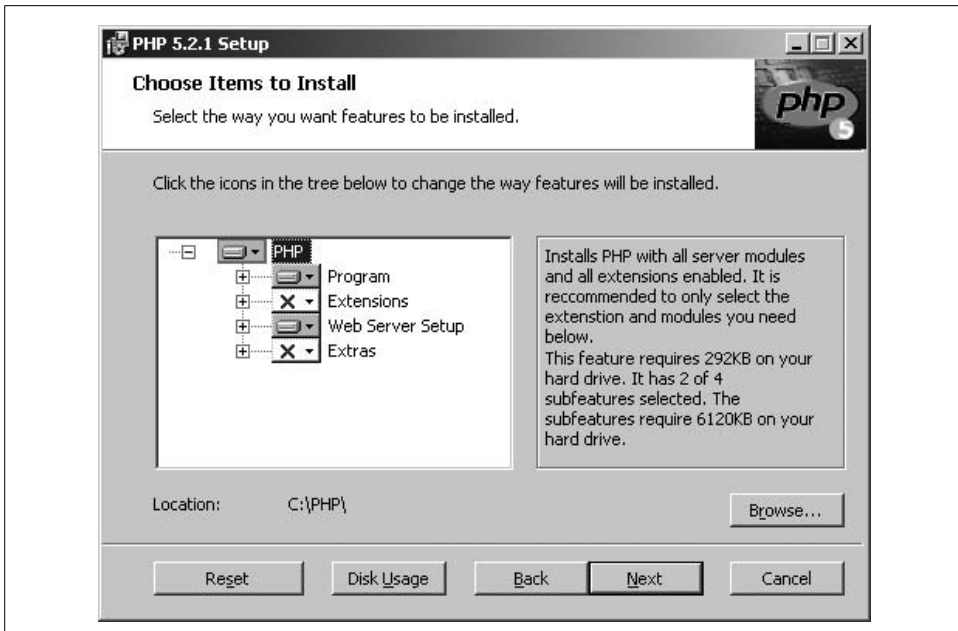 PHP 5.2.1 Setup
Choose Items to Install
Select the way you want features to be installed.
php
5
Click the icons in the tree below to change the way features will be installed.
PHP
Program
Extensions
Web Server Setup
Extras
Installs PHP with all server modules
and all extensions enabled. It is
reccommended to only select the
extenstion and modules you need
below.
This feature requires 292KB on your
hard drive. It has 2 of 4
subfeatures selected. The
subfeatures require 6120KB on your
hard drive.
Location: C:\PHP\
Browse...
Reset Disk Usage Back Next Cancel